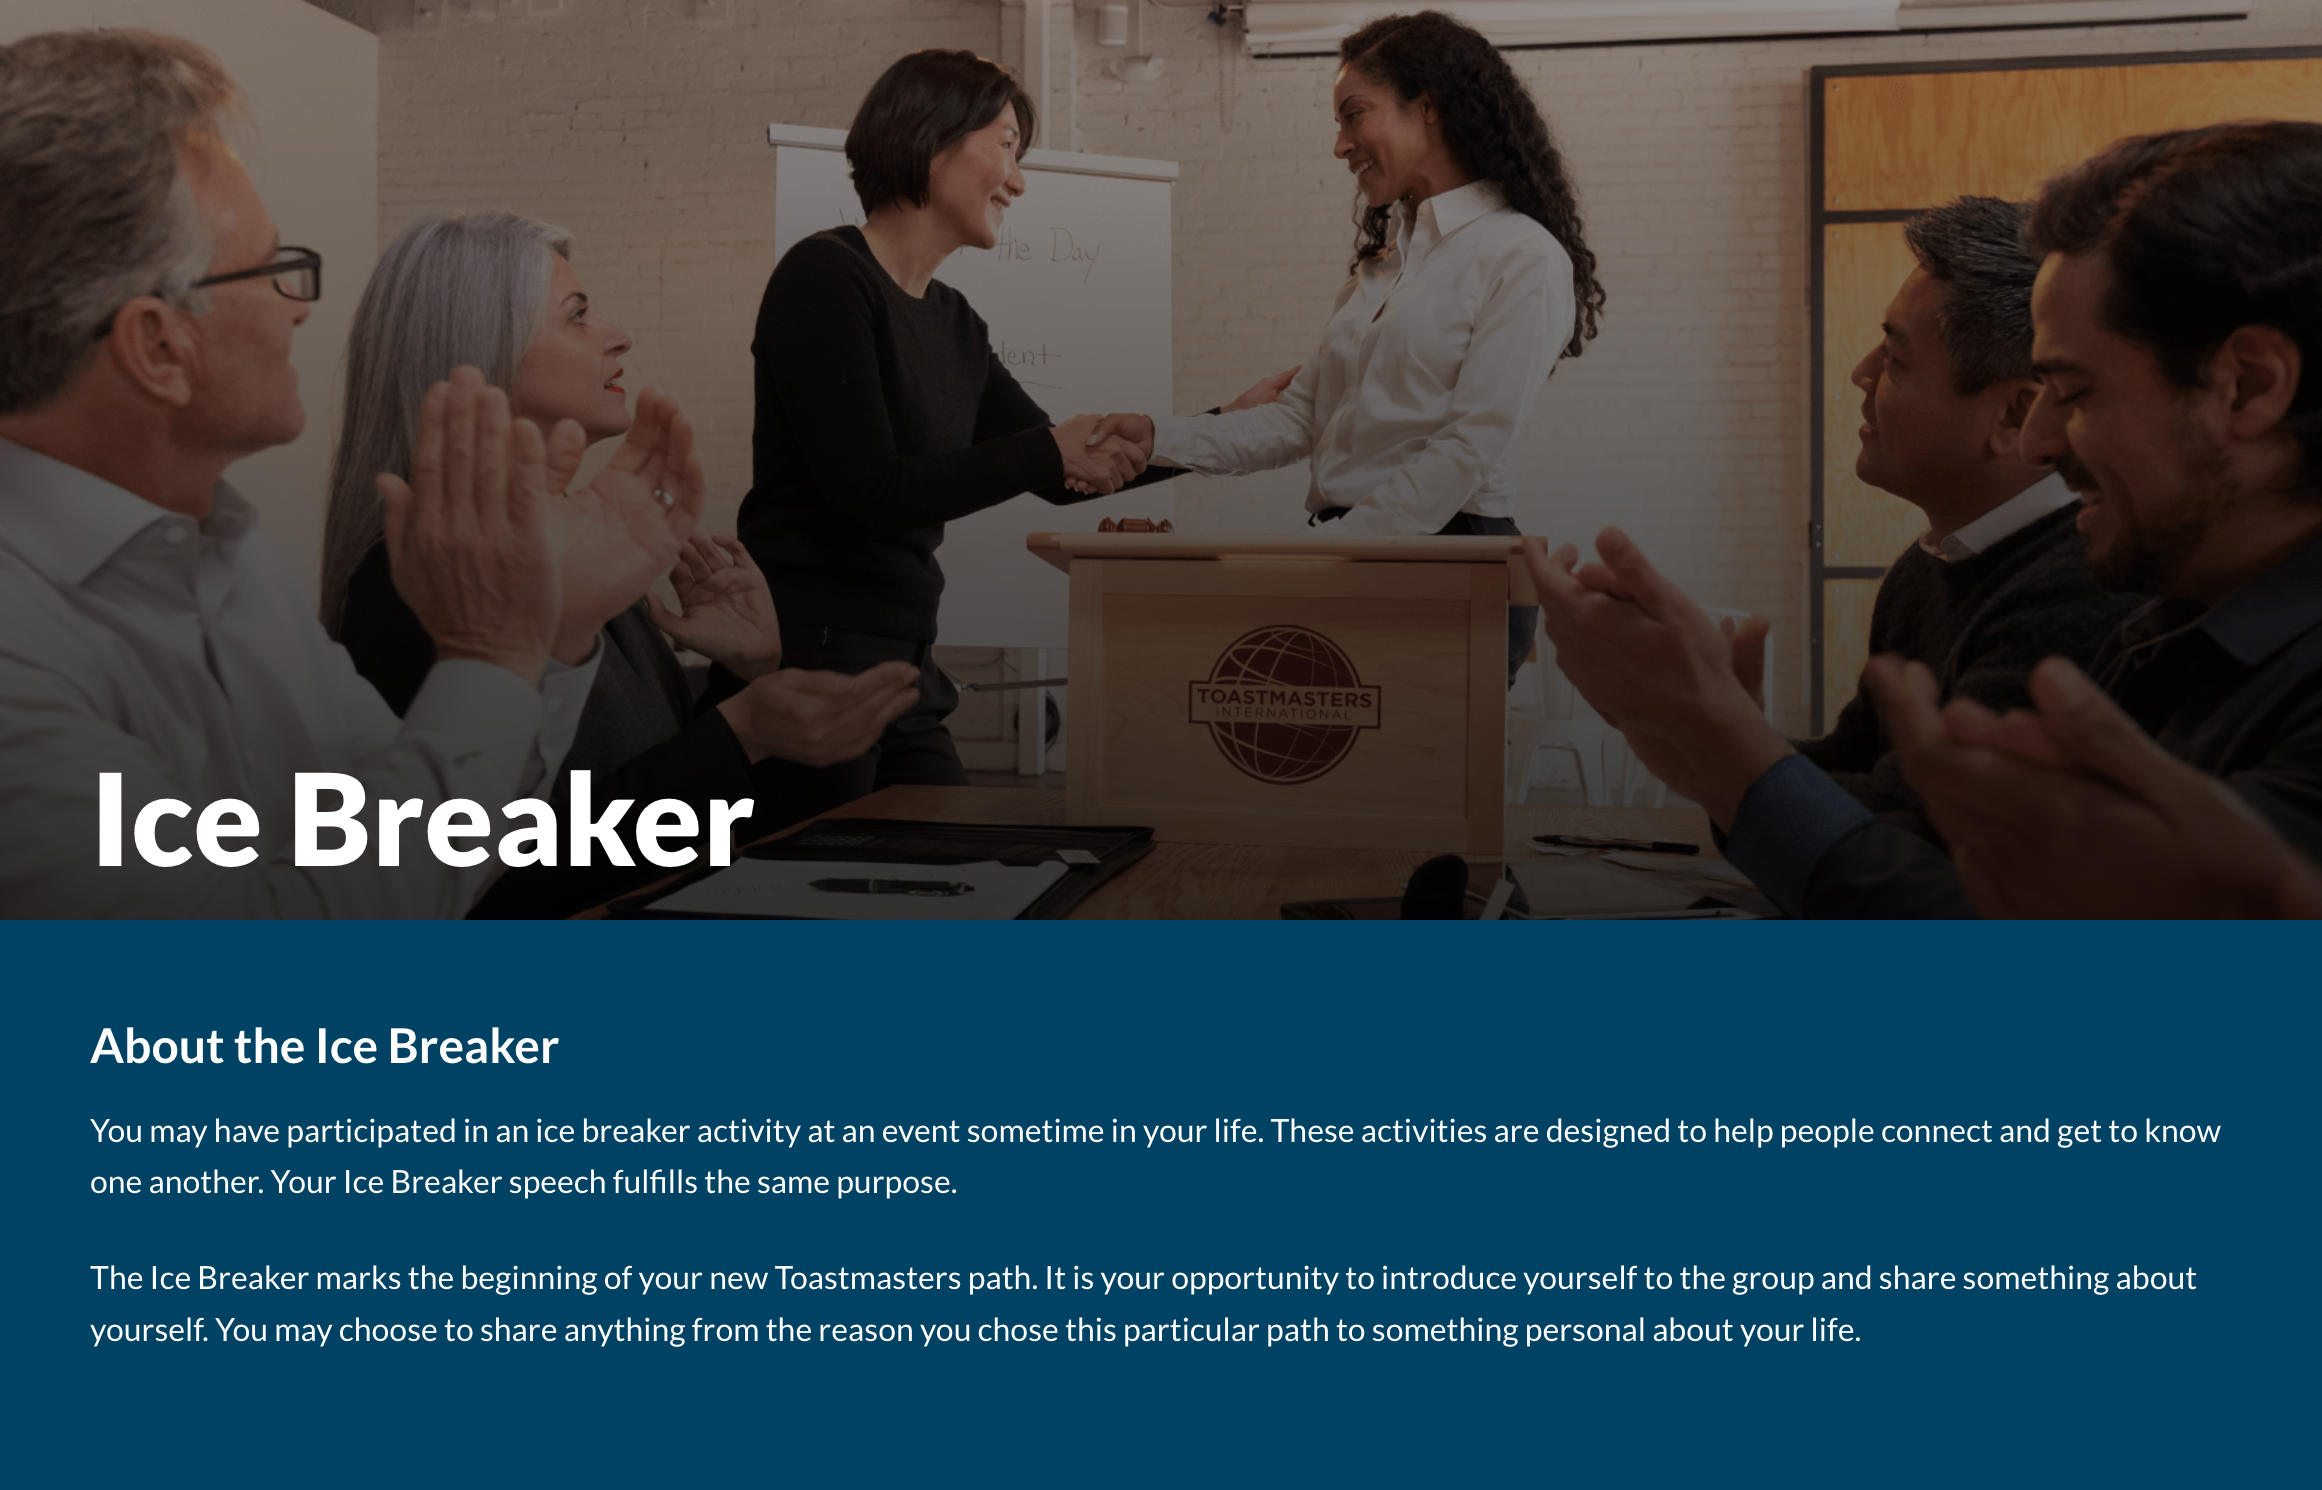 the Day
TOASTMASTERS
INTERNATIONAL
Ice Breaker
About the Ice Breaker
You may have participated in an ice breaker activity at an event sometime in your life. These activities are designed to help people connect and get to know
one another. Your Ice Breaker speech fulfills the same purpose.
The Ice Breaker marks the beginning of your new Toastmasters path. It is your opportunity to introduce yourself to the group and share something about
yourself. You may choose to share anything from the reason you chose this particular path to something personal about your life.